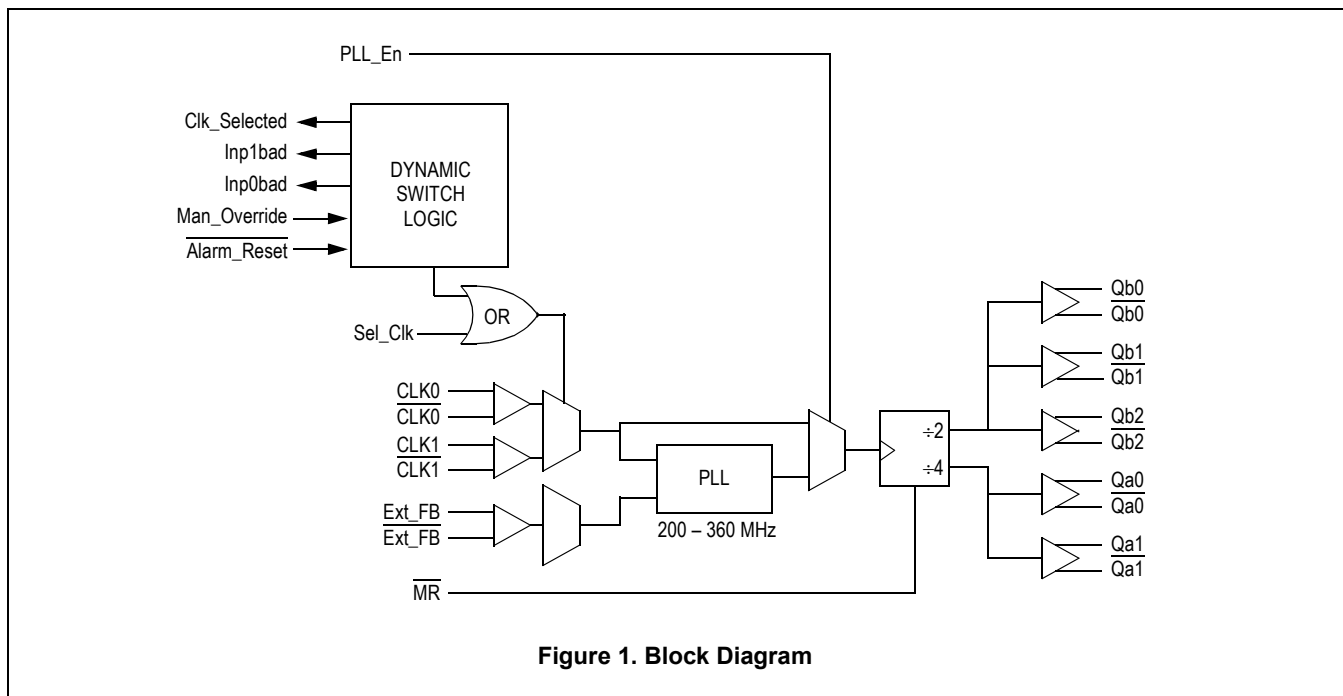 PLL_En
Clk_Selected
Inp1bad
Inp0bad
Man_Override
Alarm_Reset
DYNAMIC
SWITCH
LOGIC
OR
Sel_Clk
CLK0
CLK0
CLK1
CLK1
PLL
200 – 360 MHz
Ext_FB
Ext_FB
MR
÷2
÷4
Qb0
Qb0
Qb1
Qb1
Qb2
Qb2
Qa0
Qa0
Qa1
Qa1
Figure 1. Block Diagram